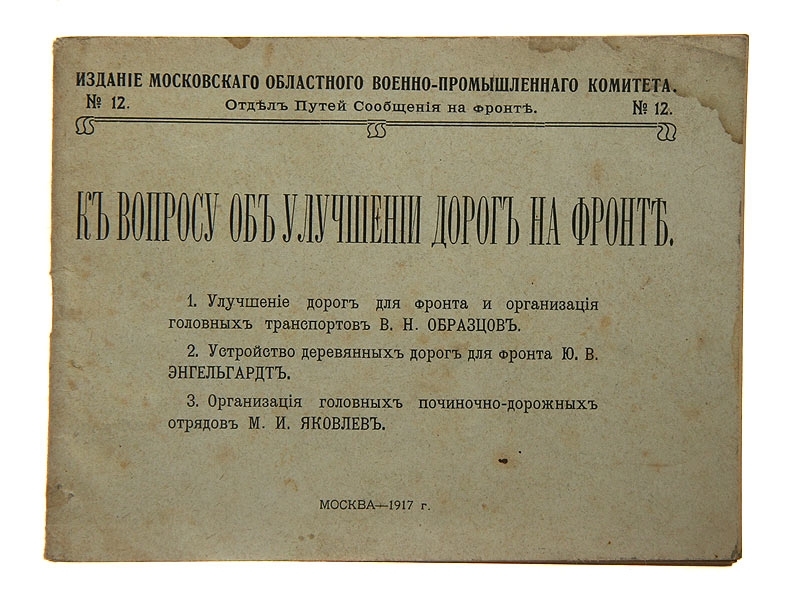 ИЗДАНІЕ МОСКОВСКАГО ОБЛАСТНОГО ВОЕННО-ПРОМЫШЛЕННАГО КОМИТЕТА.
№ 12. Отдѣлъ Путей Сообщенія на фронтѣ. № 12.
КЪ ВОПРОСУ ОБЪ УЛУЧШЕНІИ ДОРОГЪ НА ФРОНТѢ.
1. Улучшеніе дорогъ для фронта и организація
головныхъ транспортовъ В. Н. ОБРАЗЦОВЪ.
2. Устройство деревянныхъ дорогъ для фронта Ю. В.
ЭНГЕЛЬГАРДТЪ.
3. Организація головныхъ починочно-дорожныхъ
отрядовъ М. И. ЯКОВЛЕВЪ.
МОСКВА—1917 г.